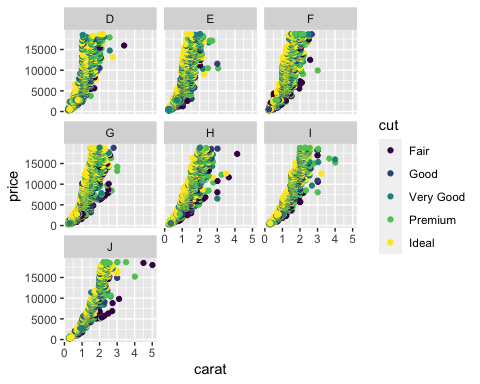 D E F
15000
10000
5000
0
G H I
cut
Fair
Good
Very Good
Premium
Ideal
price
15000
10000
5000
0
J
0 1 2 3 4 5 0 1 2 3 4 5
15000
10000
5000
0
0 1 2 3 4 5
carat